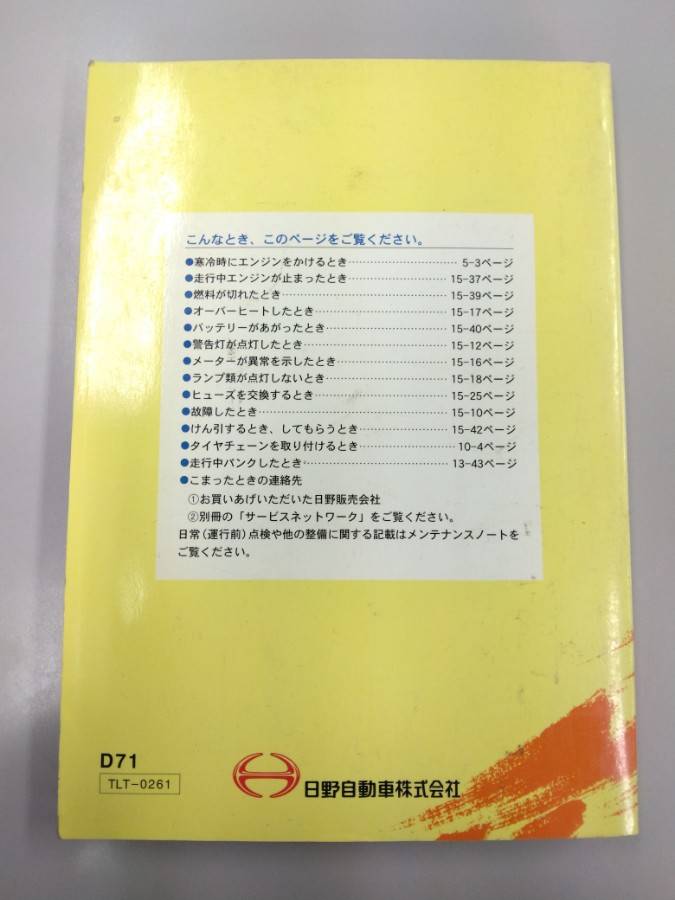 こんなとき、このページをご覧ください。
●寒冷時にエンジンをかけるとき…………………………5-3ページ
●走行中エンジンが止まったとき…………………………15-37ページ
●燃料が切れたとき…………………………15-39ページ
●オーバーヒートしたとき…………………………15-17ページ
●バッテリーがあがったとき…………………………15-40ページ
●警告灯が点灯したとき…………………………15-12ページ
●メーターが異常を示したとき…………………………15-16ページ
●ランプ類が点灯しないとき…………………………15-18ページ
●ヒューズを交換するとき…………………………15-25ページ
●故障したとき…………………………15-10ページ
●けん引するとき、してもらうとき…………………………15-42ページ
●タイヤチェーンを取り付けるとき…………………………10-4ページ
●走行中パンクしたとき…………………………13-43ページ
●こまったときの連絡先
①お買いあげいただいた日野販売会社
②別冊の「サービスネットワーク」をご覧ください。
日常（運行前）点検や他の整備に関する記載はメンテナンスノートを
ご覧ください。
D71
TLT-0261
日野自動車株式会社